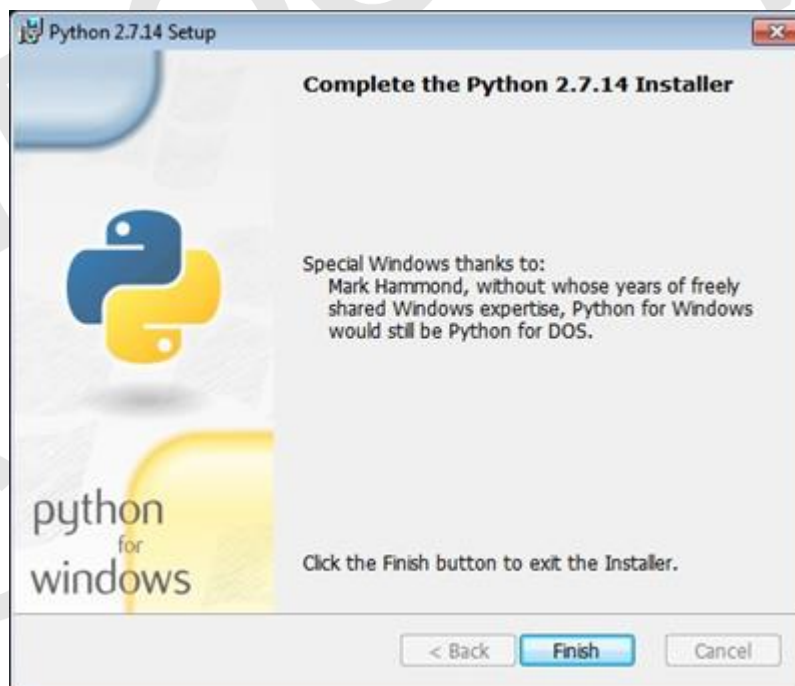 Python 2.7.14 Setup
Complete the Python 2.7.14 Installer
Special Windows thanks to:
Mark Hammond, without whose years of freely
shared Windows expertise, Python for Windows
would still be Python for DOS.
python
for
windows
Click the Finish button to exit the Installer.
< Back
Finish
Cancel